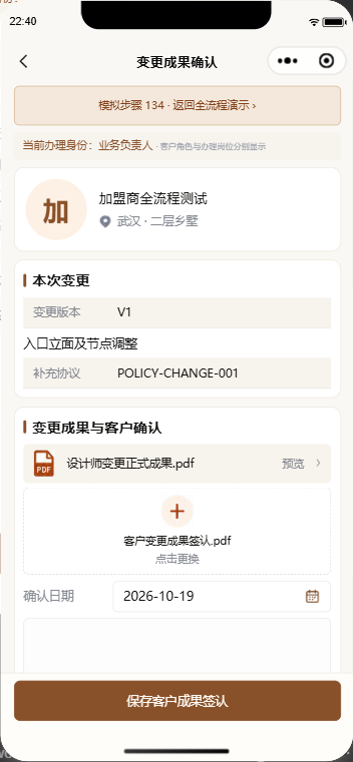 22:40
变更成果确认
模拟步骤 134 · 返回全流程演示 ›
当前办理身份：业务负责人 · 客户角色与办理岗位分别显示
加
加盟商全流程测试
武汉 · 二层乡墅
本次变更
变更版本 V1
入口立面及节点调整
补充协议 POLICY-CHANGE-001
变更成果与客户确认
PDF 设计师变更正式成果.pdf 预览 ›
客户变更成果签认.pdf
点击更换
确认日期 2026-10-19
保存客户成果签认